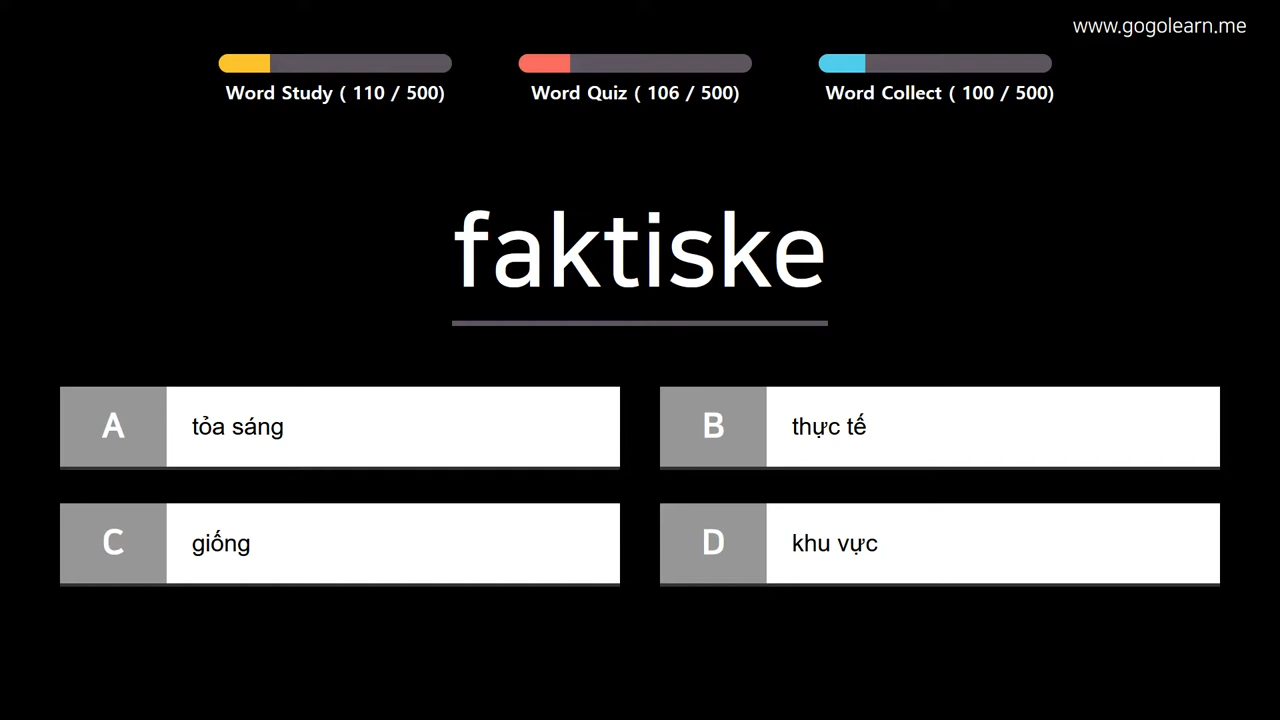 www.gogolearn.me
Word Study ( 110 / 500)
Word Quiz ( 106 / 500)
Word Collect ( 100 / 500)
faktiske
A tỏa sáng
B thực tế
C giống
D khu vực